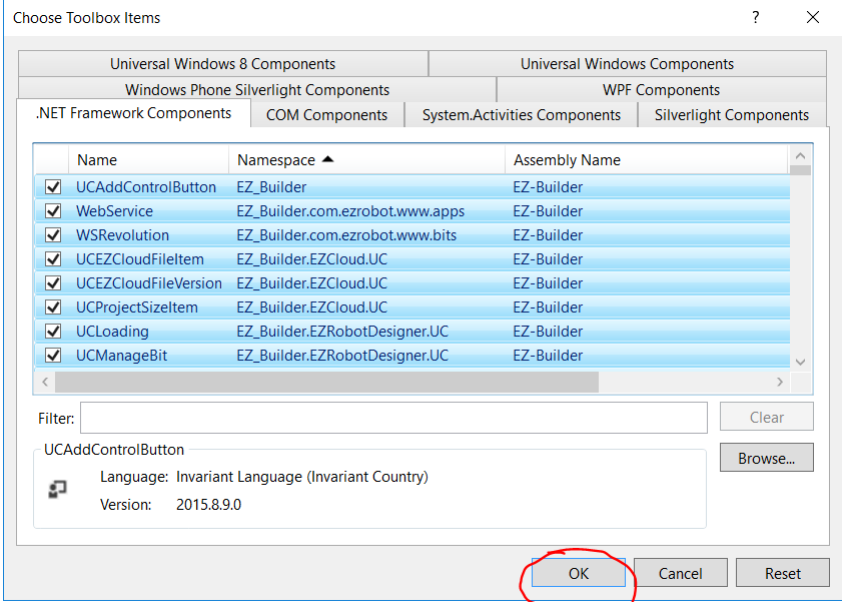 Choose Toolbox Items ?
Universal Windows 8 Components Universal Windows Components
Windows Phone Silverlight Components WPF Components
.NET Framework Components COM Components System.Activities Components Silverlight Components
Name Namespace Assembly Name
UCAddControlButton EZ_Builder EZ-Builder
WebService EZ_Builder.com.ezrobot.www.apps EZ-Builder
WSRevolution EZ_Builder.com.ezrobot.www.bits EZ-Builder
UCEZCloudFileItem EZ_Builder.EZCloud.UC EZ-Builder
UCEZCloudFileVersion EZ_Builder.EZCloud.UC EZ-Builder
UCProjectSizeItem EZ_Builder.EZCloud.UC EZ-Builder
UCLoading EZ_Builder.EZRobotDesigner.UC EZ-Builder
UCManageBit EZ_Builder.EZRobotDesigner.UC EZ-Builder
Filter: Clear
UCAddControlButton Browse...
Language: Invariant Language (Invariant Country)
Version: 2015.8.9.0
OK Cancel Reset